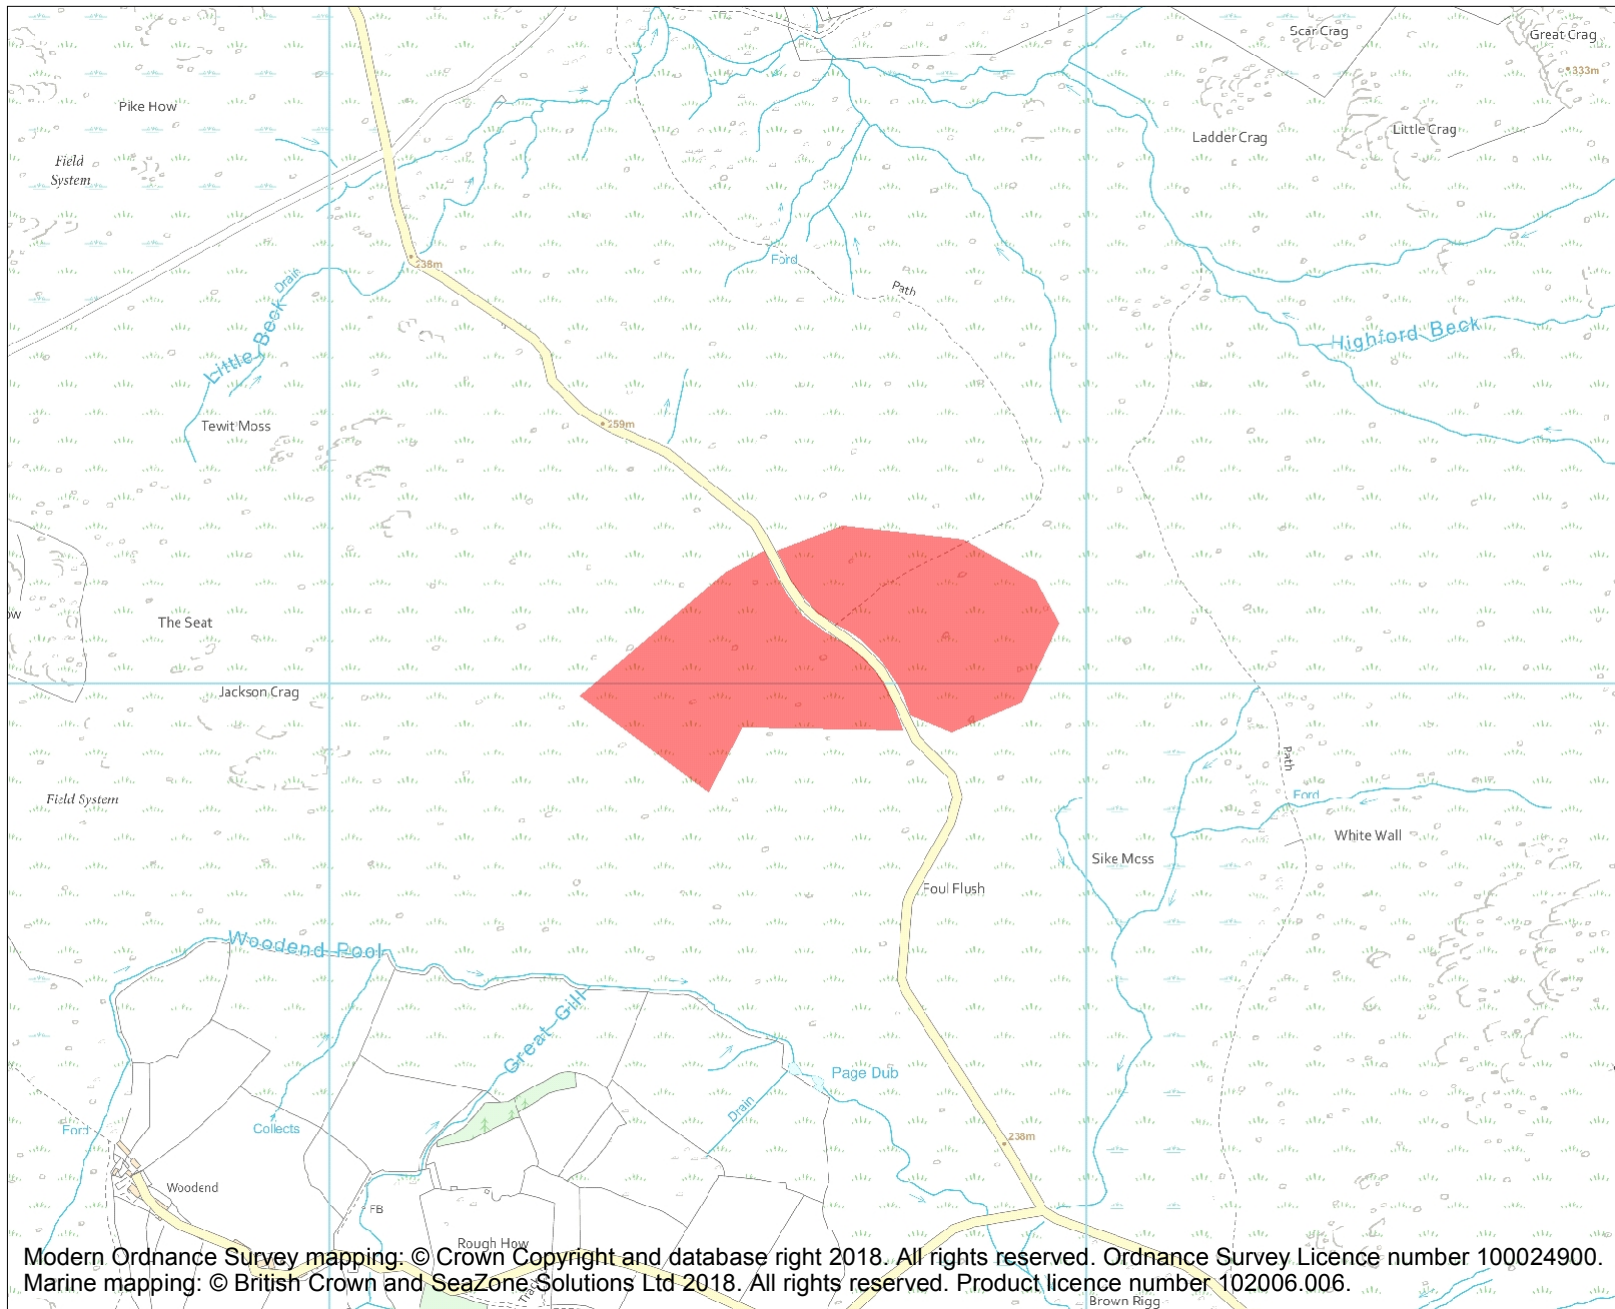 Scar Crag
Great Crag
333m
Pike How
Little Crag
Ladder Crag
Field
System
Ford
238m
Drain
Path
Little Beck
Highford Beck
Tewit Moss
259m
ow
The Seat
Jackson Crag
Path
Field System
Ford
White Wall
Sike Moss
Foul Flush
Woodend Pool
Great Gill
Page Dub
Drain
Collects
Ford
238m
Woodend
FB
Rough How
Modern Ordnance Survey mapping: © Crown Copyright and database right 2018. All rights reserved. Ordnance Survey Licence number 100024900.
Marine mapping: © British Crown and SeaZone Solutions Ltd 2018. All rights reserved. Product licence number 102006.006.
Track
Brown Rigg